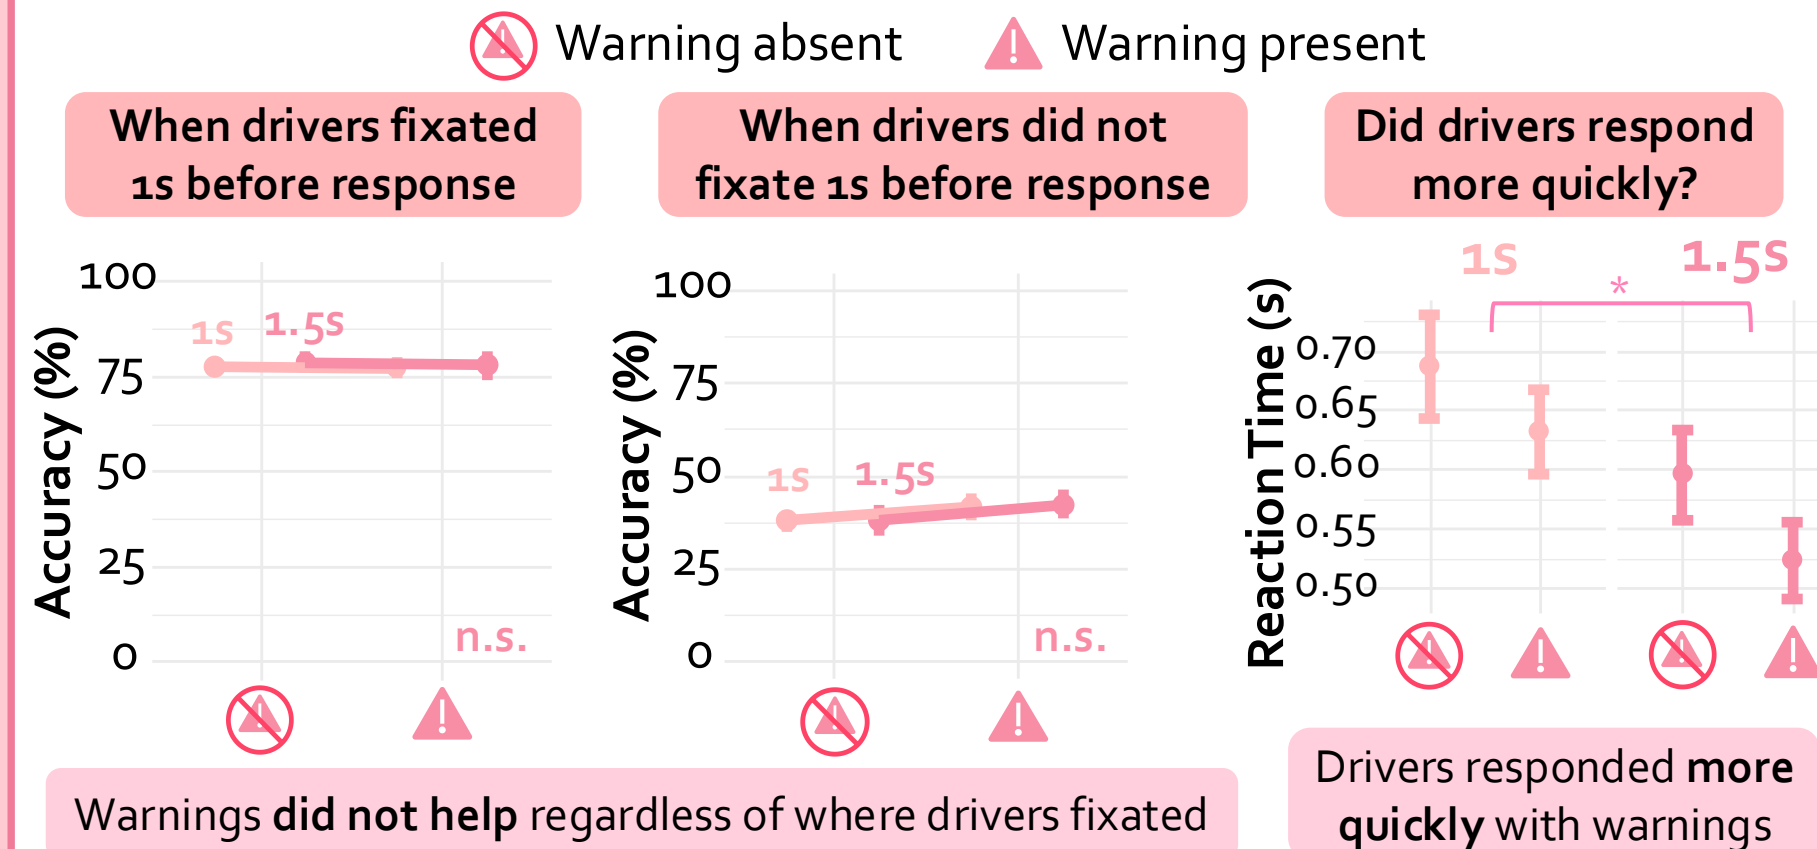 Warning absent
Warning present
When drivers fixated
1s before response
When drivers did not
fixate 1s before response
Did drivers respond
more quickly?
Accuracy (%)
100
75
50
25
0
1s
1.5s
n.s.
Accuracy (%)
100
75
50
25
0
1s
1.5s
n.s.
Reaction Time (s)
1s
1.5s
*
0.70
0.65
0.60
0.55
0.50
Warnings did not help regardless of where drivers fixated
Drivers responded more
quickly with warnings